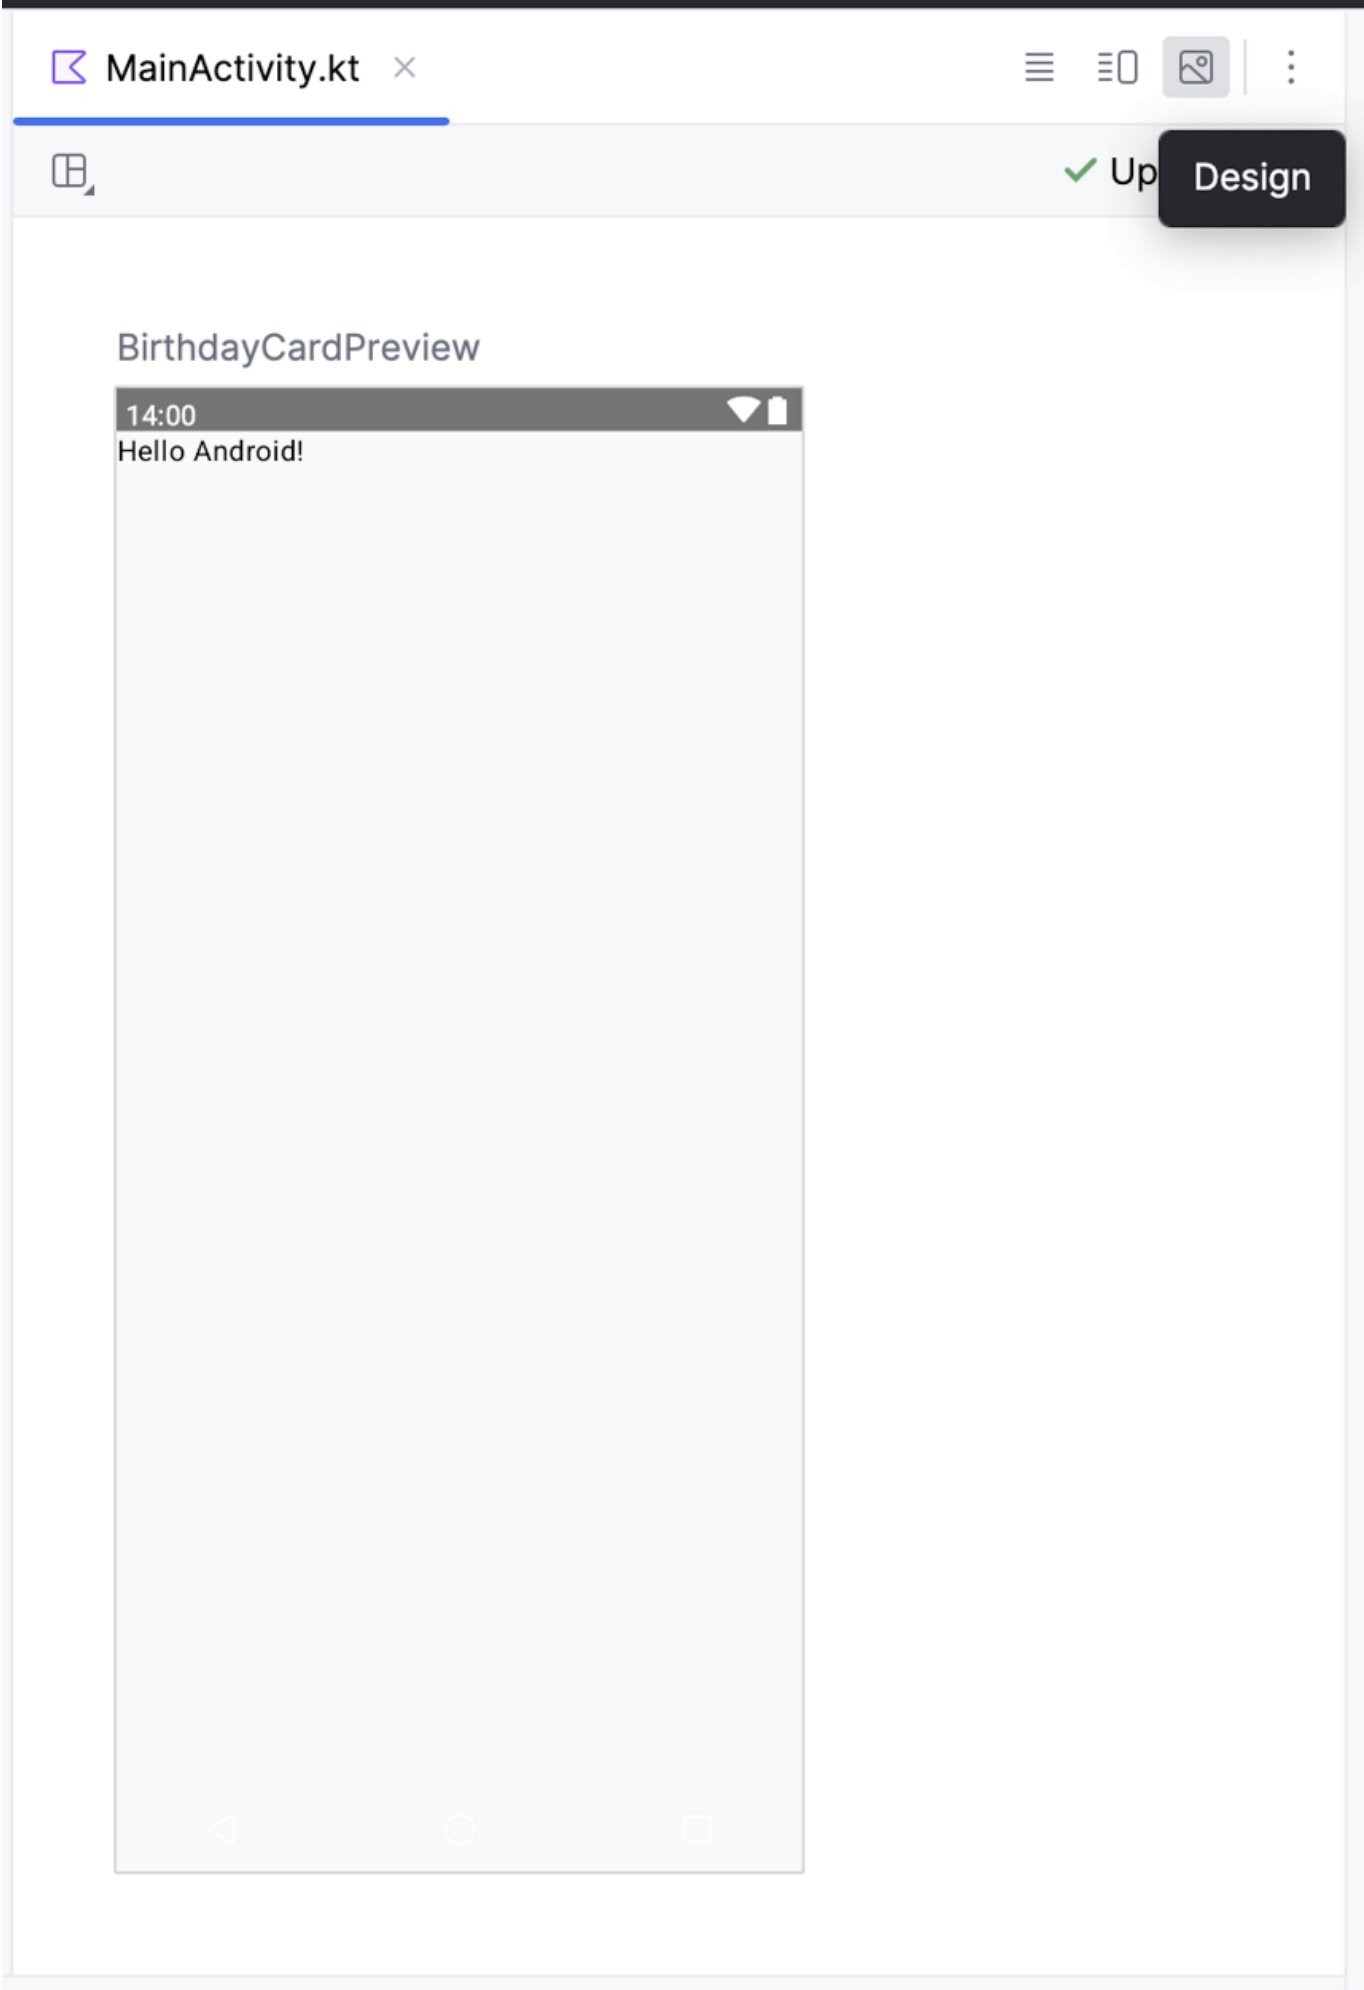 MainActivity.kt
Up
Design
BirthdayCardPreview
14:00
Hello Android!